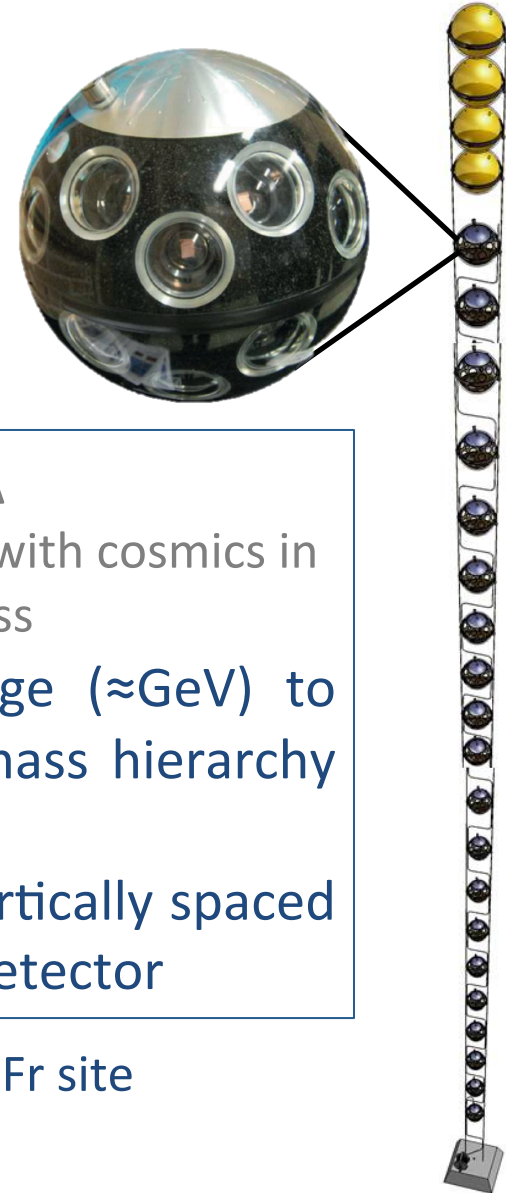 with cosmics in
ss
ge (≈GeV) to
mass hierarchy
rtically spaced
etector
Fr site